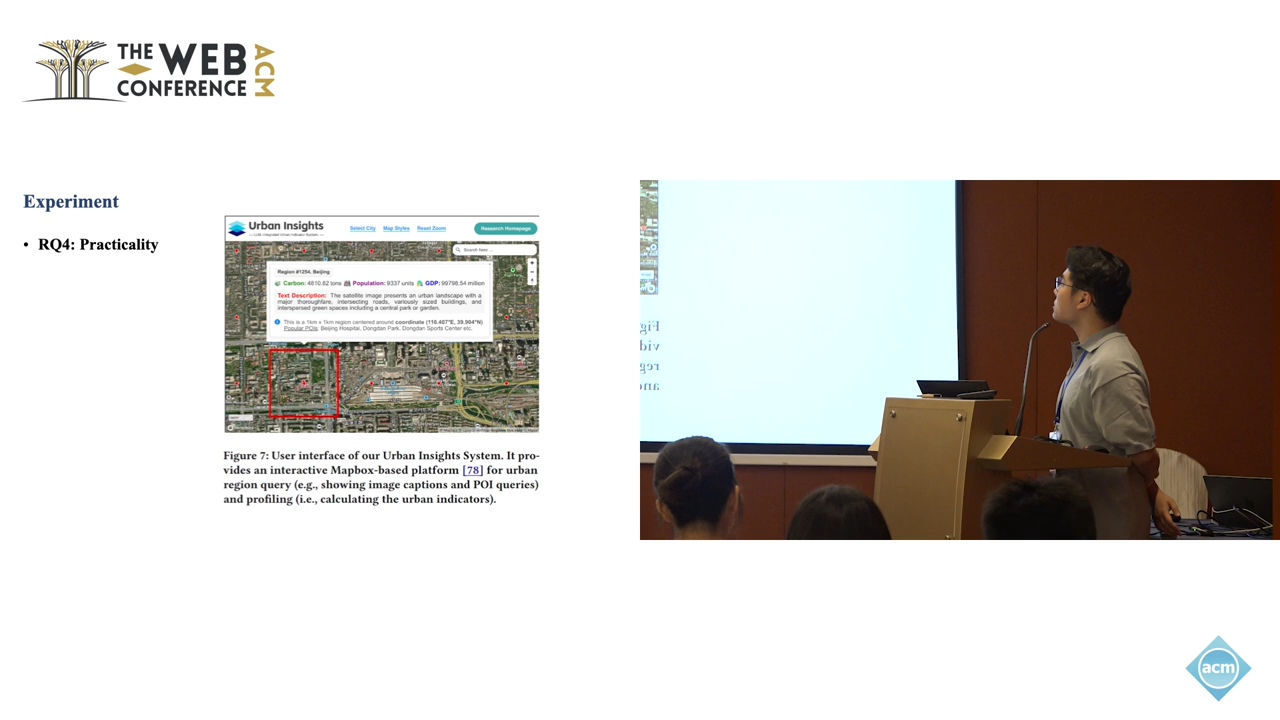 THE WEB
CONFERENCE
ACM
Experiment
• RQ4: Practicality
Urban Insights
Select City Map Styles Reset Zoom
Research Homepage
Search here ...
Region #1254, Beijing
Carbon: 4810.82 tons Population: 9337 units GDP: 99798.54 million
Text Description: The satellite image presents an urban landscape with a
major thoroughfare, intersecting roads, variously sized buildings, and
interspersed green spaces including a central park or garden.
This is a 1km x 1km region centered around coordinate (116.407°E, 39.904°N)
Popular POIs: Beijing Hospital, Dongdan Park, Dongdan Sports Center etc.
Figure 7: User interface of our Urban Insights System. It pro-
vides an interactive Mapbox-based platform [78] for urban
region query (e.g., showing image captions and POI queries)
and profiling (i.e., calculating the urban indicators).
Fig
vid
reg
and
acm